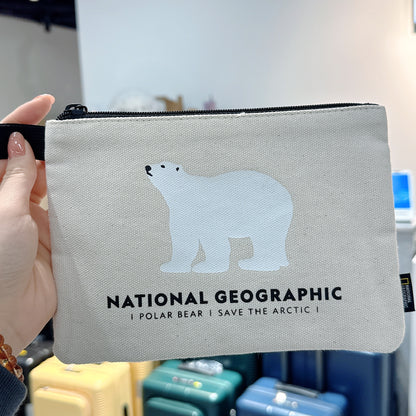 NATIONAL GEOGRAPHIC
| POLAR BEAR | SAVE THE ARCTIC |